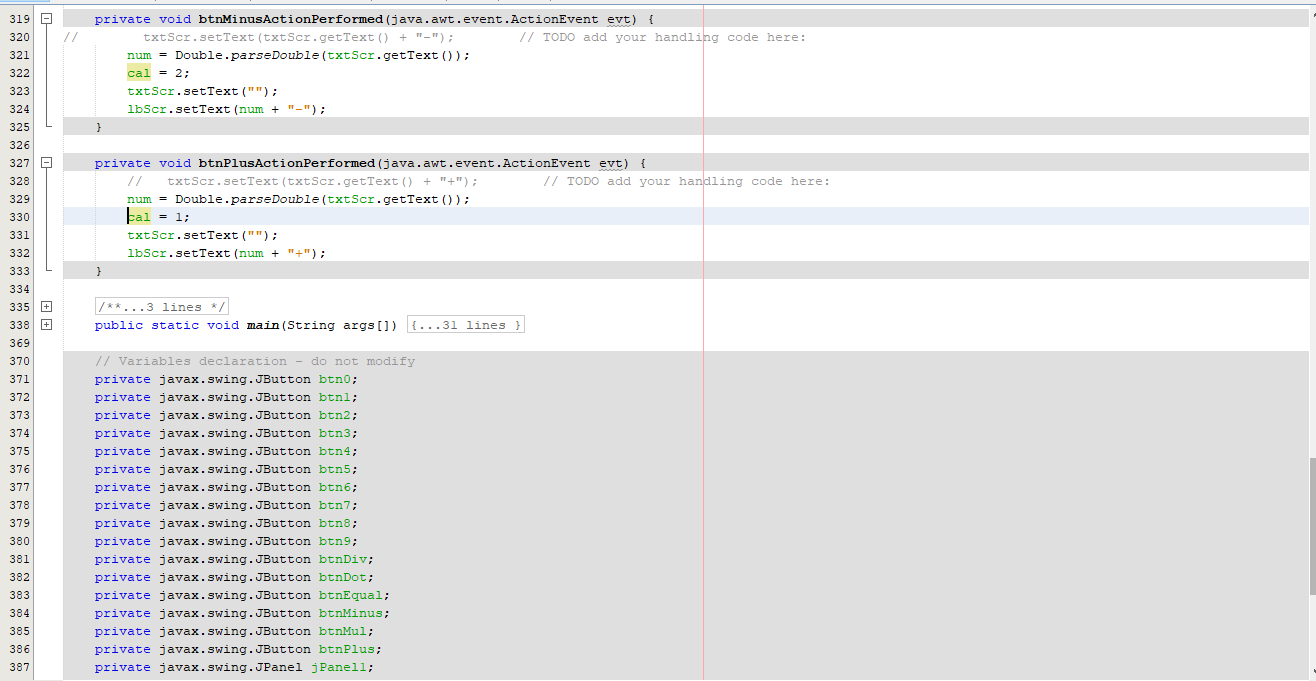 319 private void btnMinusActionPerformed(java.awt.event.ActionEvent evt) {
320 // txtScr.setText(txtScr.getText() + "-"); // TODO add your handling code here:
321 num = Double.parseDouble(txtScr.getText());
322 cal = 2;
323 txtScr.setText("");
324 lbScr.setText(num + "-");
325 }
326
327 private void btnPlusActionPerformed(java.awt.event.ActionEvent evt) {
328 // txtScr.setText(txtScr.getText() + "+"); // TODO add your handling code here:
329 num = Double.parseDouble(txtScr.getText());
330 cal = 1;
331 txtScr.setText("");
332 lbScr.setText(num + "+");
333 }
334
335 /**...3 lines */
338 public static void main(String args[]) {...31 lines }
369
370 // Variables declaration - do not modify
371 private javax.swing.JButton btn0;
372 private javax.swing.JButton btn1;
373 private javax.swing.JButton btn2;
374 private javax.swing.JButton btn3;
375 private javax.swing.JButton btn4;
376 private javax.swing.JButton btn5;
377 private javax.swing.JButton btn6;
378 private javax.swing.JButton btn7;
379 private javax.swing.JButton btn8;
380 private javax.swing.JButton btn9;
381 private javax.swing.JButton btnDiv;
382 private javax.swing.JButton btnDot;
383 private javax.swing.JButton btnEqual;
384 private javax.swing.JButton btnMinus;
385 private javax.swing.JButton btnMul;
386 private javax.swing.JButton btnPlus;
387 private javax.swing.JPanel jPanel1;